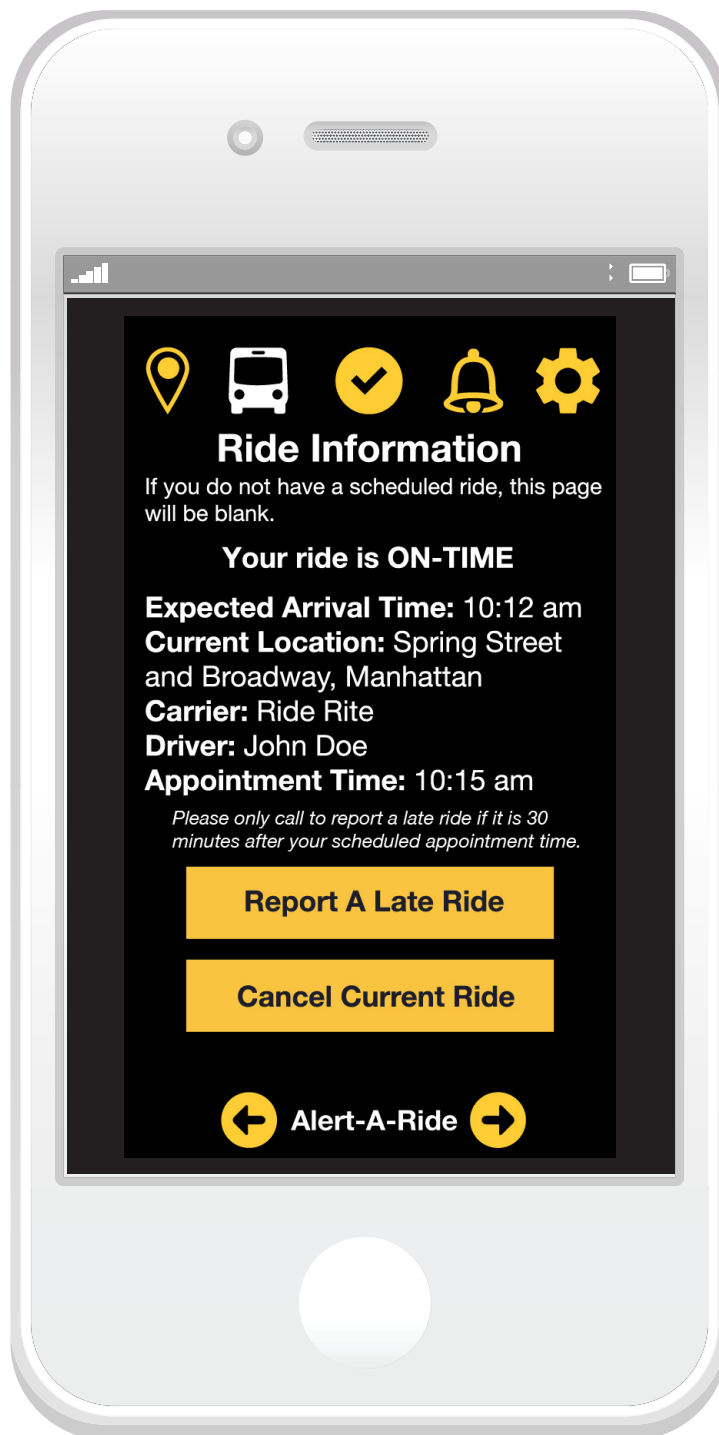 Ride Information
If you do not have a scheduled ride, this page
will be blank.
Your ride is ON-TIME
Expected Arrival Time: 10:12 am
Current Location: Spring Street
and Broadway, Manhattan
Carrier: Ride Rite
Driver: John Doe
Appointment Time: 10:15 am
Please only call to report a late ride if it is 30
minutes after your scheduled appointment time.
Report A Late Ride
Cancel Current Ride
Alert-A-Ride